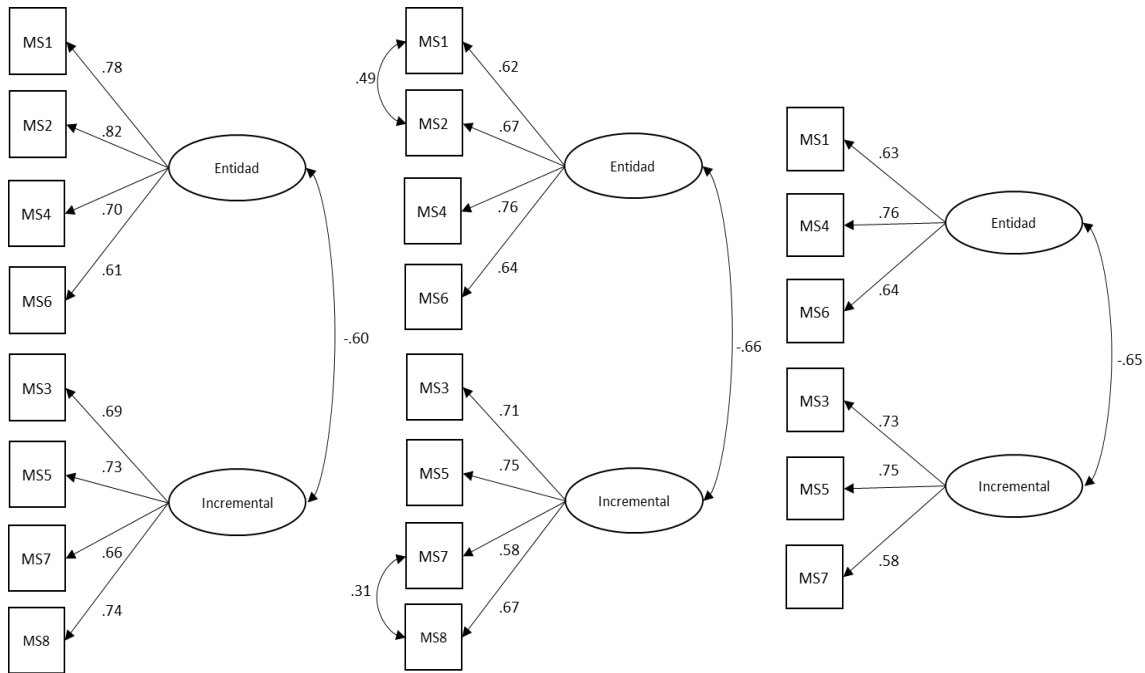 MS1
.78
MS2
.82
Entidad
MS4
.70
MS6
.61
-.60
MS3
.69
MS5
.73
Incremental
MS7
.66
MS8
.74
MS1
.62
.49
MS2
.67
Entidad
MS4
.76
MS6
.64
-.66
MS3
.71
MS5
.75
Incremental
MS7
.58
.31
MS8
.67
MS1
.63
MS4
.76
Entidad
MS6
.64
-.65
MS3
.73
MS5
.75
Incremental
MS7
.58